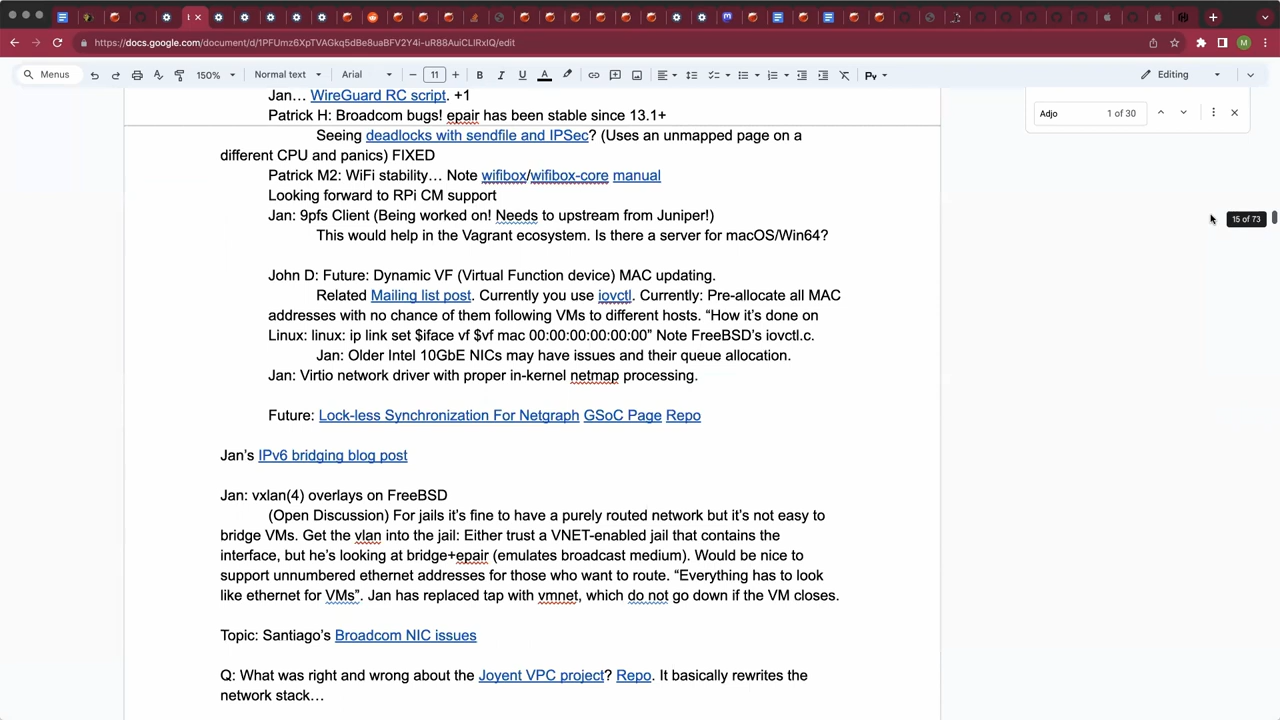 https://docs.google.com/document/d/1PFUmz6XpTVAGkq5dBe8uaBFV2Y4i-uR88AuiCLlRxIQ/edit
M
Menus 150% Normal text Arial 11 B I U A Editing
Adjo 1 of 30
15 of 73
Jan… WireGuard RC script. +1
Patrick H: Broadcom bugs! epair has been stable since 13.1+
Seeing deadlocks with sendfile and IPSec? (Uses an unmapped page on a
different CPU and panics) FIXED
Patrick M2: WiFi stability… Note wifibox/wifibox-core manual
Looking forward to RPi CM support
Jan: 9pfs Client (Being worked on! Needs to upstream from Juniper!)
This would help in the Vagrant ecosystem. Is there a server for macOS/Win64?
John D: Future: Dynamic VF (Virtual Function device) MAC updating.
Related Mailing list post. Currently you use iovctl. Currently: Pre-allocate all MAC
addresses with no chance of them following VMs to different hosts. “How it’s done on
Linux: linux: ip link set $iface vf $vf mac 00:00:00:00:00:00” Note FreeBSD’s iovctl.c.
Jan: Older Intel 10GbE NICs may have issues and their queue allocation.
Jan: Virtio network driver with proper in-kernel netmap processing.
Future: Lock-less Synchronization For Netgraph GSoC Page Repo
Jan’s IPv6 bridging blog post
Jan: vxlan(4) overlays on FreeBSD
(Open Discussion) For jails it’s fine to have a purely routed network but it’s not easy to
bridge VMs. Get the vlan into the jail: Either trust a VNET-enabled jail that contains the
interface, but he’s looking at bridge+epair (emulates broadcast medium). Would be nice to
support unnumbered ethernet addresses for those who want to route. “Everything has to look
like ethernet for VMs”. Jan has replaced tap with vmnet, which do not go down if the VM closes.
Topic: Santiago’s Broadcom NIC issues
Q: What was right and wrong about the Joyent VPC project? Repo. It basically rewrites the
network stack…